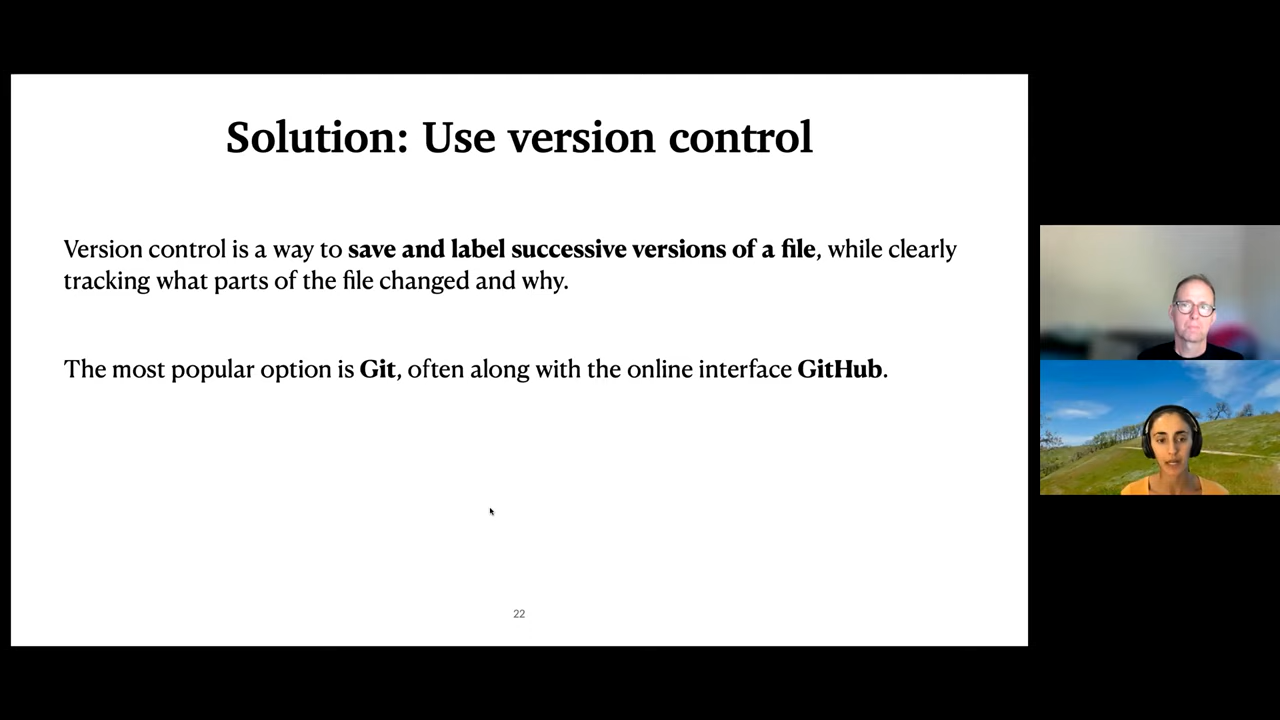 Solution: Use version control
Version control is a way to save and label successive versions of a file, while clearly
tracking what parts of the file changed and why.
The most popular option is Git, often along with the online interface GitHub.
22